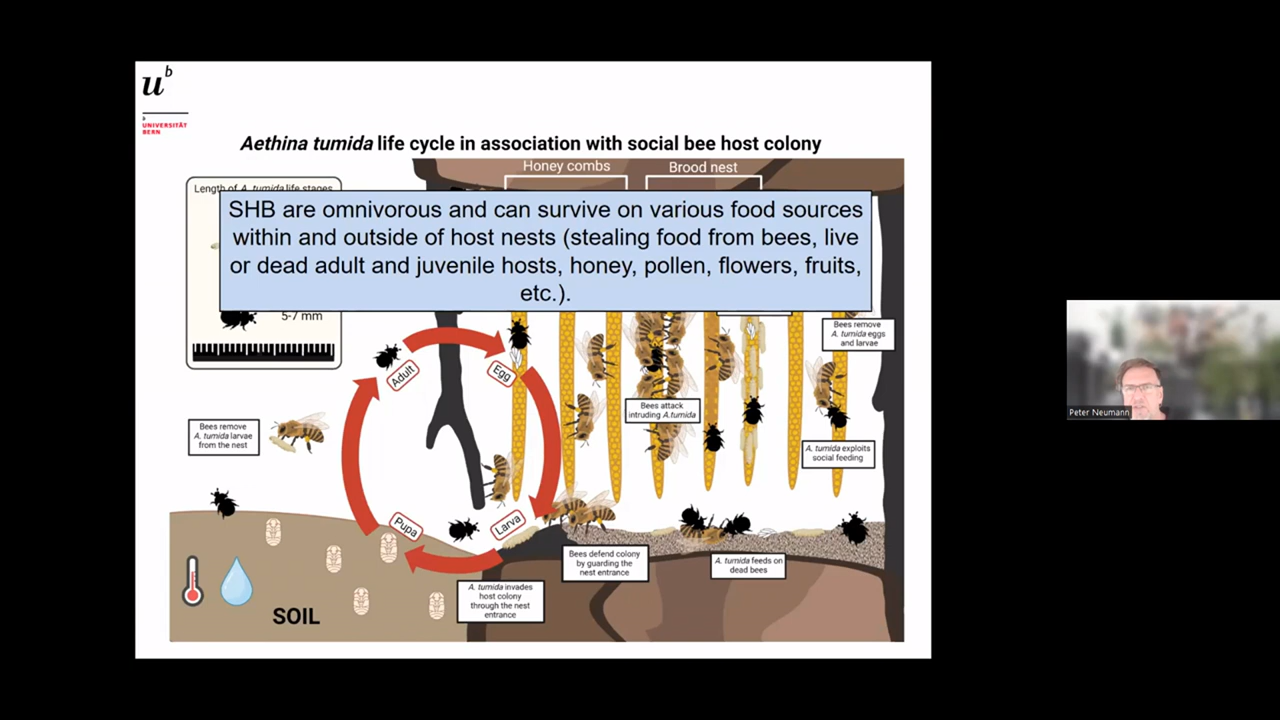 u b
b
UNIVERSITÄT
BERN
Aethina tumida life cycle in association with social bee host colony
Honey combs
Brood nest
Length of A. tumida life stages
SHB are omnivorous and can survive on various food sources
within and outside of host nests (stealing food from bees, live
or dead adult and juvenile hosts, honey, pollen, flowers, fruits,
etc.).
5-7 mm
Bees remove
A. tumida eggs
and larvae
Adult
Egg
Bees attack
intruding A.tumida
Bees remove
A. tumida larvae
from the nest
A. tumida exploits
social feeding
Peter Neumann
Pupa
Larva
Bees defend colony
by guarding the
nest entrance
A. tumida feeds on
dead bees
A. tumida invades
host colony
through the nest
entrance
SOIL